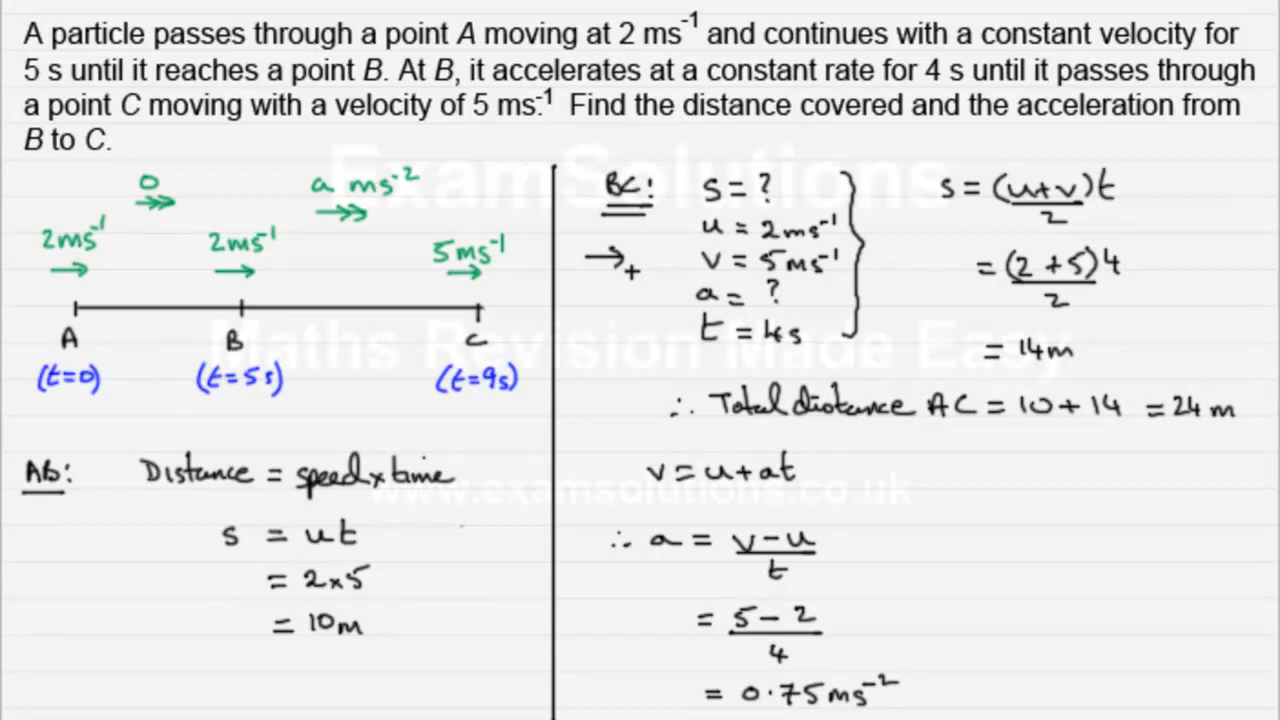 A particle passes through a point A moving at 2 ms⁻¹ and continues with a constant velocity for
5 s until it reaches a point B. At B, it accelerates at a constant rate for 4 s until it passes through
a point C moving with a velocity of 5 ms⁻¹. Find the distance covered and the acceleration from
B to C.
0
a ms⁻²
2ms⁻¹
2ms⁻¹
5ms⁻¹
A
B
C
(t=0)
(t=5s)
(t=9s)
AB: Distance = speed x time
s = ut
= 2x5
= 10m
BC: s = ?
u = 2ms⁻¹
→+ v = 5ms⁻¹
a = ?
t = 4s
s = (u+v)t/2
= (2+5)4/2
= 14m
∴ Total distance AC = 10 + 14 = 24m
v = u + at
∴ a = v - u / t
= 5 - 2 / 4
= 0.75ms⁻²
ExamSolutions
Maths Revision Made Easy
www.examsolutions.co.uk